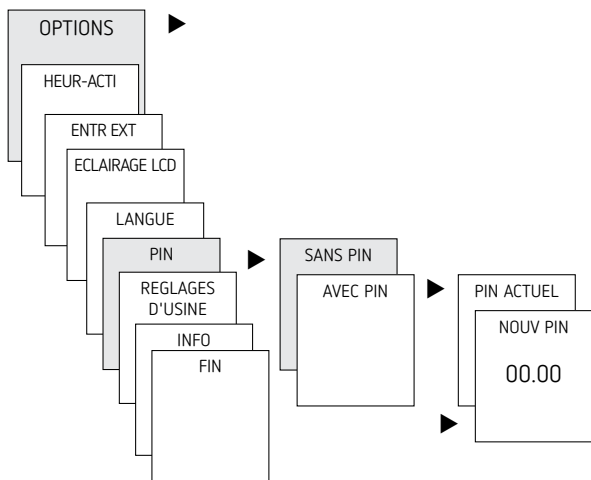 OPTIONS
HEUR-ACTI
ENTR EXT
ECLAIRAGE LCD
LANGUE
PIN
REGLAGES
D'USINE
INFO
FIN
SANS PIN
AVEC PIN
PIN ACTUEL
NOUV PIN
00.00